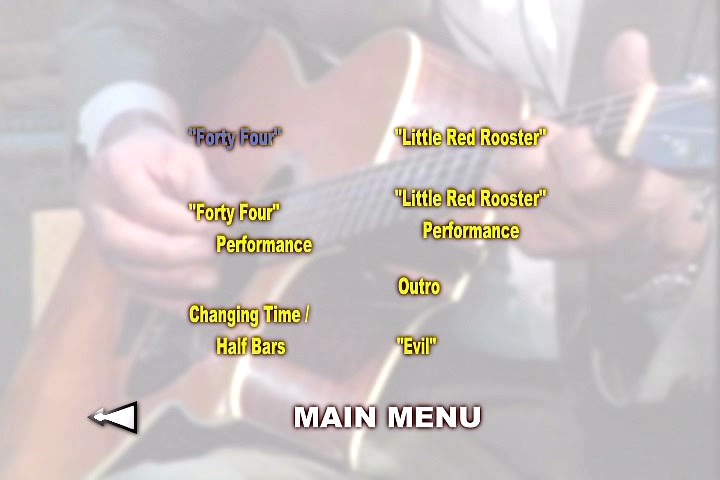 "Forty Four"
"Forty Four"
Performance
Changing Time /
Half Bars
"Little Red Rooster"
"Little Red Rooster"
Performance
Outro
"Evil"
MAIN MENU